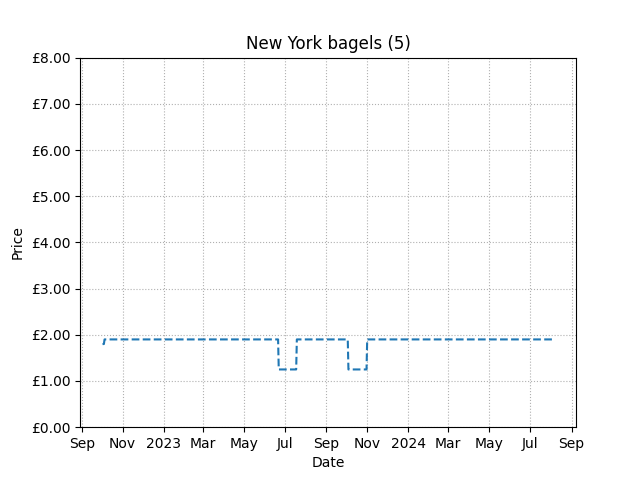 New York bagels (5)
£8.00
£7.00
£6.00
£5.00
£4.00
£3.00
£2.00
£1.00
£0.00
Price
Sep Nov 2023 Mar May Jul Sep Nov 2024 Mar May Jul Sep
Date